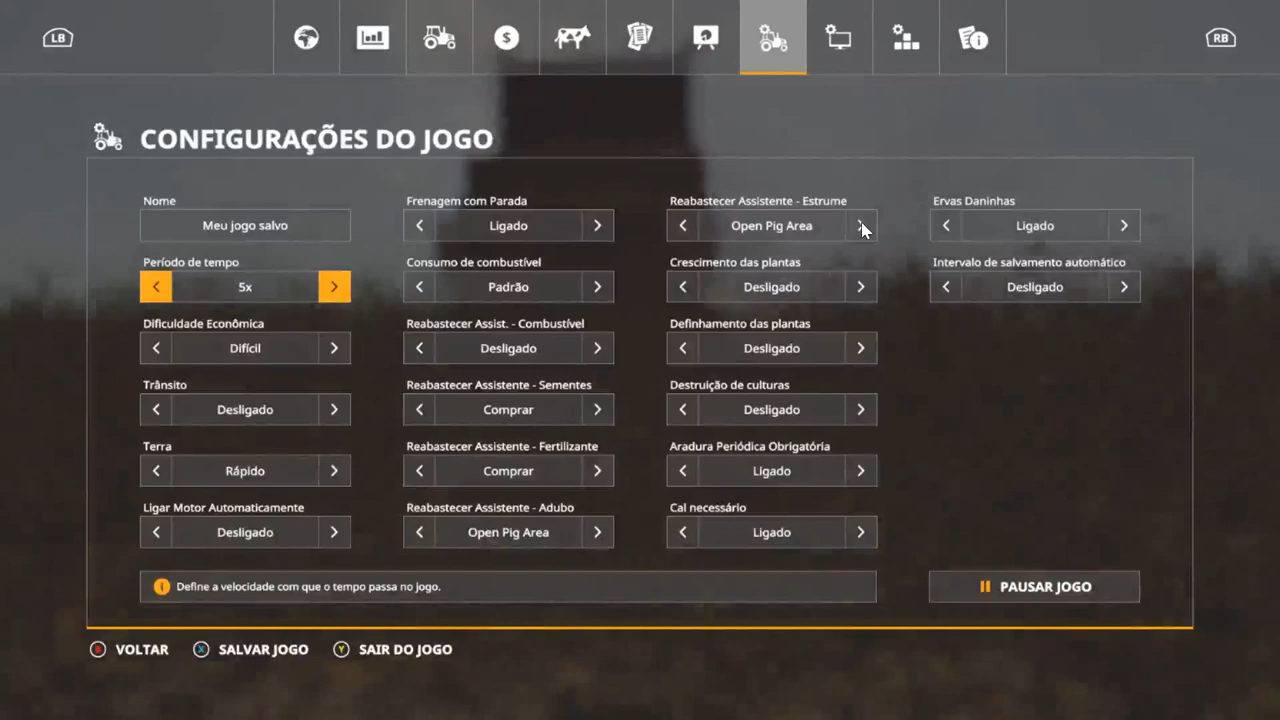 LB
RB
CONFIGURAÇÕES DO JOGO
Nome
Meu jogo salvo
Período de tempo
5x
Dificuldade Econômica
Difícil
Trânsito
Desligado
Terra
Rápido
Ligar Motor Automaticamente
Desligado
Frenagem com Parada
Ligado
Consumo de combustível
Padrão
Reabastecer Assist. - Combustível
Desligado
Reabastecer Assistente - Sementes
Comprar
Reabastecer Assistente - Fertilizante
Comprar
Reabastecer Assistente - Adubo
Open Pig Area
Reabastecer Assistente - Estrume
Open Pig Area
Crescimento das plantas
Desligado
Definhamento das plantas
Desligado
Destruição de culturas
Desligado
Aradura Periódica Obrigatória
Ligado
Cal necessário
Ligado
Ervas Daninhas
Ligado
Intervalo de salvamento automático
Desligado
Define a velocidade com que o tempo passa no jogo.
PAUSAR JOGO
VOLTAR
X SALVAR JOGO
Y SAIR DO JOGO